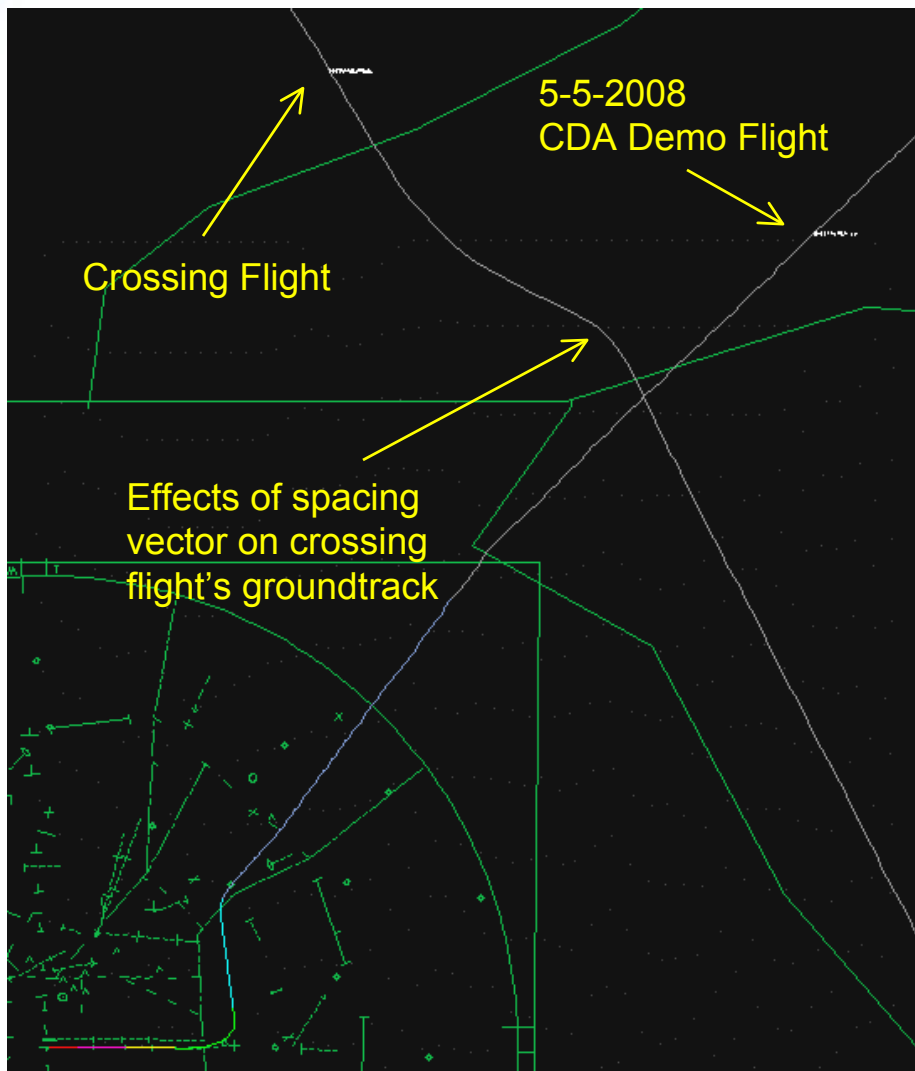 5-5-2008
CDA Demo Flight
Crossing Flight
Effects of spacing
vector on crossing
flight's groundtrack
T